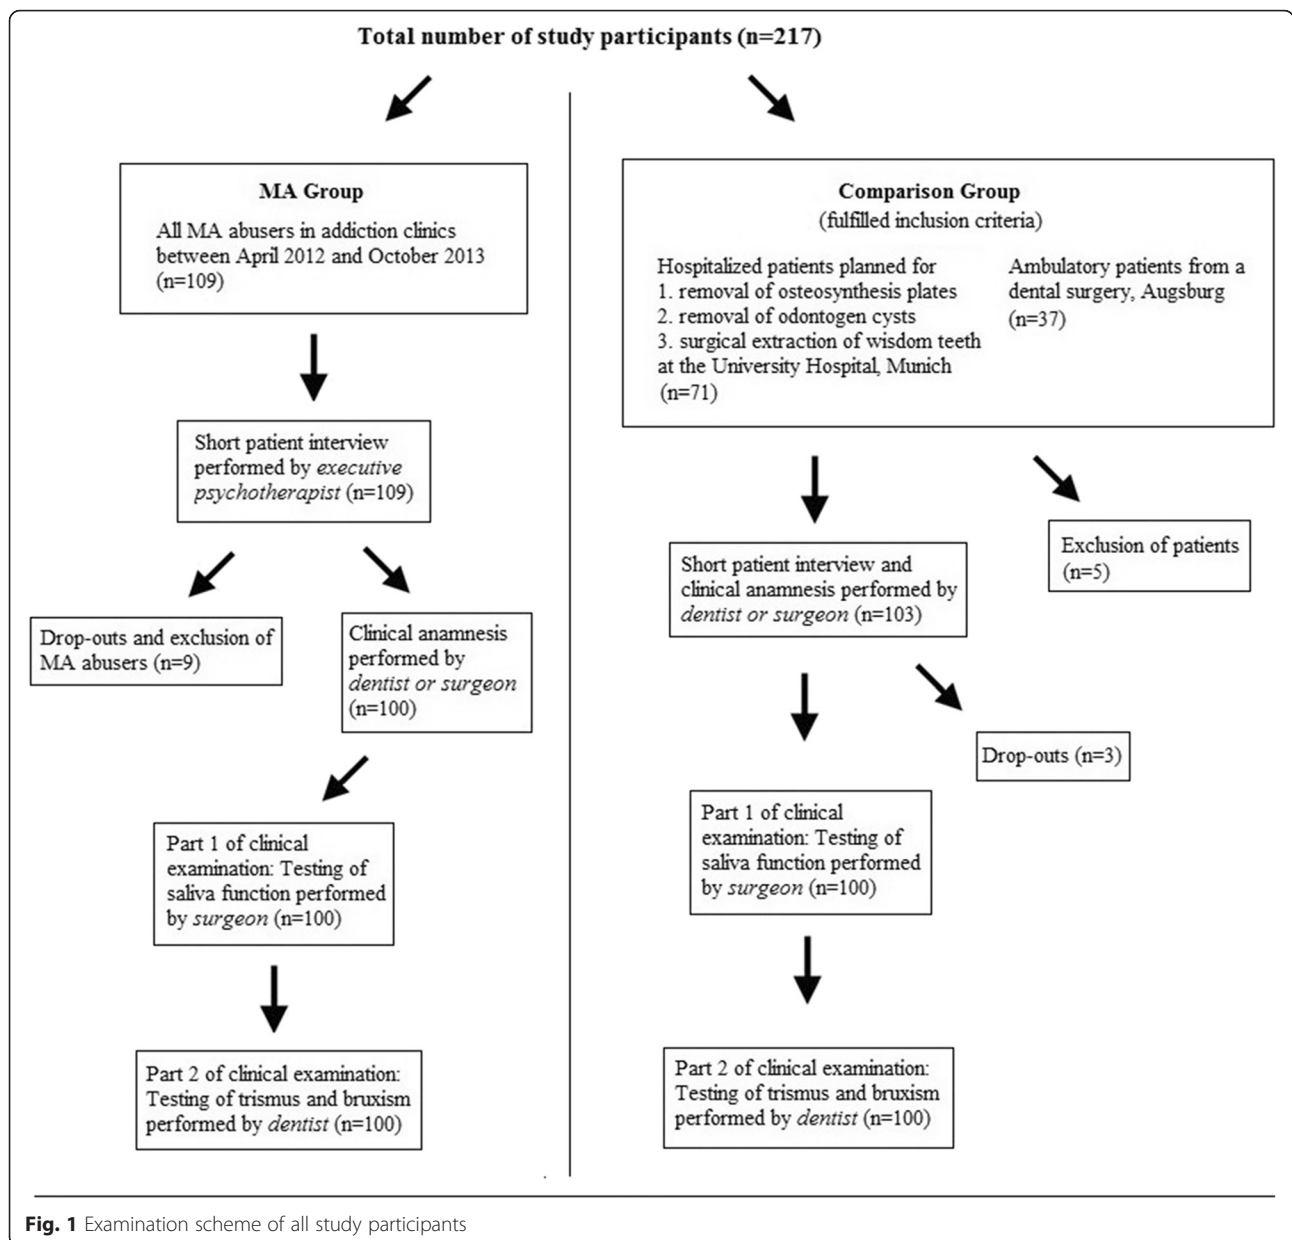 Total number of study participants (n=217)
MA Group
All MA abusers in addiction clinics
between April 2012 and October 2013
(n=109)
Short patient interview
performed by executive
psychotherapist (n=109)
Drop-outs and exclusion of
MA abusers (n=9)
Clinical anamnesis
performed by
dentist or surgeon
(n=100)
Part 1 of clinical
examination: Testing of
saliva function performed
by surgeon (n=100)
Part 2 of clinical examination:
Testing of trismus and bruxism
performed by dentist (n=100)
Comparison Group
(fulfilled inclusion criteria)
Hospitalized patients planned for
1. removal of osteosynthesis plates
2. removal of odontogen cysts
3. surgical extraction of wisdom teeth
at the University Hospital, Munich
(n=71)
Ambulatory patients from a
dental surgery, Augsburg
(n=37)
Short patient interview and
clinical anamnesis performed by
dentist or surgeon (n=103)
Exclusion of patients
(n=5)
Drop-outs (n=3)
Part 1 of clinical
examination: Testing of
saliva function performed
by surgeon (n=100)
Part 2 of clinical examination:
Testing of trismus and bruxism
performed by dentist (n=100)
Fig. 1 Examination scheme of all study participants